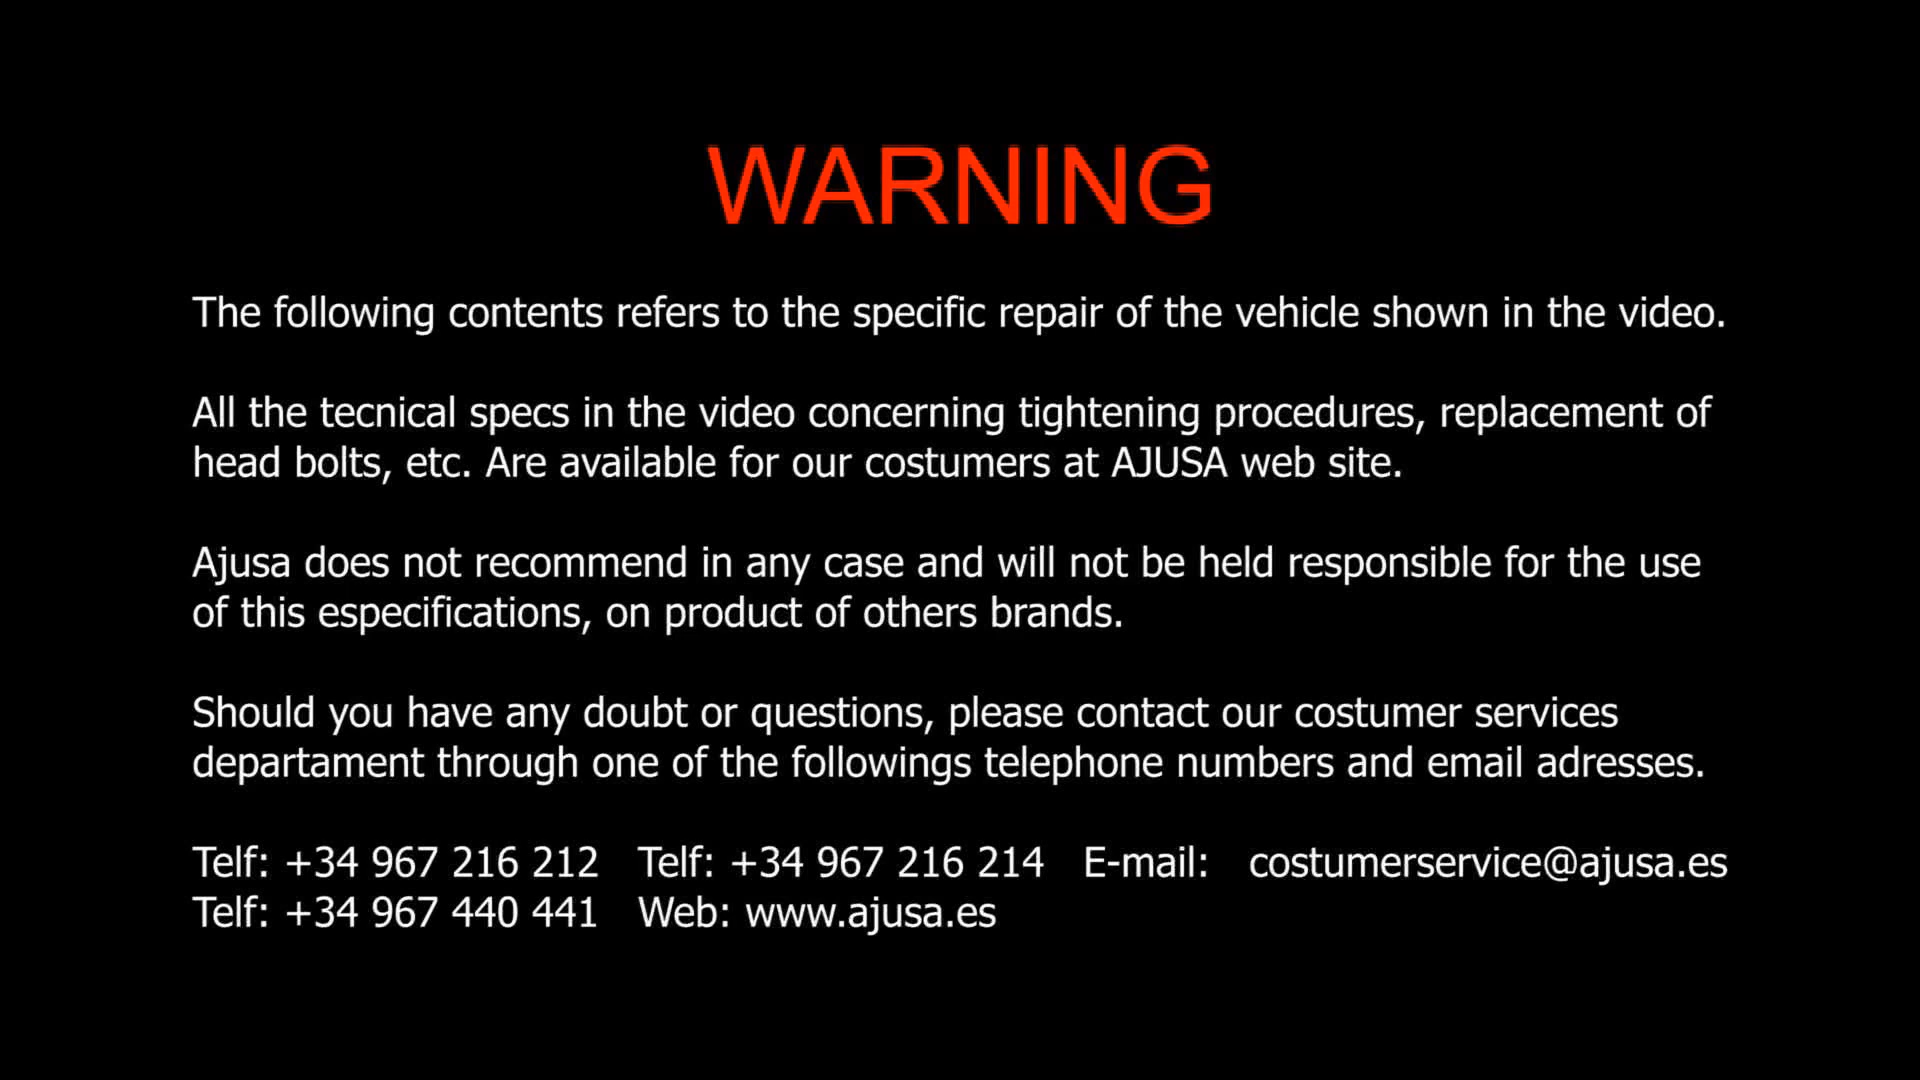 WARNING
The following contents refers to the specific repair of the vehicle shown in the video.
All the tecnical specs in the video concerning tightening procedures, replacement of
head bolts, etc. Are available for our costumers at AJUSA web site.
Ajusa does not recommend in any case and will not be held responsible for the use
of this especifications, on product of others brands.
Should you have any doubt or questions, please contact our costumer services
departament through one of the followings telephone numbers and email adresses.
Telf: +34 967 216 212 Telf: +34 967 216 214 E-mail: costumerservice@ajusa.es
Telf: +34 967 440 441 Web: www.ajusa.es